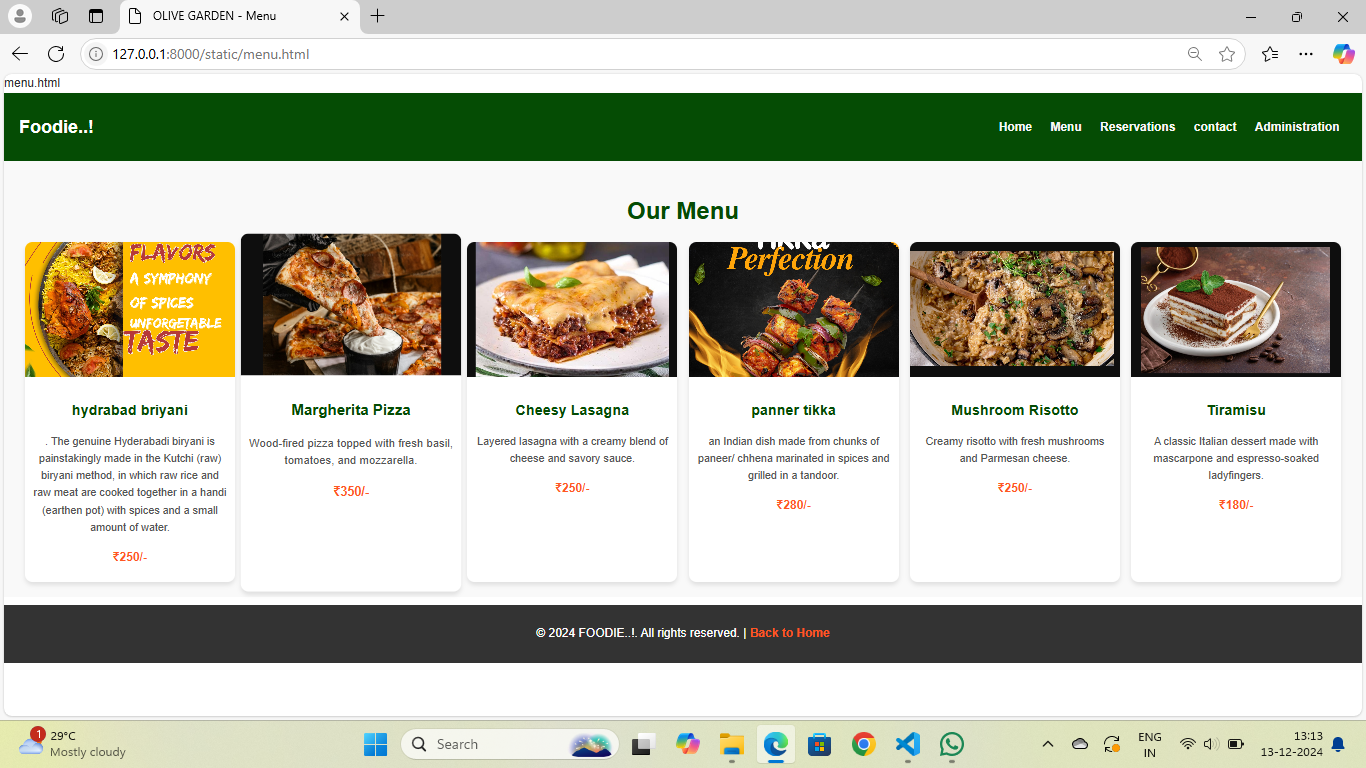 OLIVE GARDEN - Menu
127.0.0.1:8000/static/menu.html
menu.html
Foodie..!
Home Menu Reservations contact Administration
Our Menu
FLAVORS
A SYMPHONY
OF SPICES
UNFORGETABLE
TASTE
hydrabad briyani
. The genuine Hyderabadi biryani is
painstakingly made in the Kutchi (raw)
biryani method, in which raw rice and
raw meat are cooked together in a handi
(earthen pot) with spices and a small
amount of water.
₹250/-
Margherita Pizza
Wood-fired pizza topped with fresh basil,
tomatoes, and mozzarella.
₹350/-
Cheesy Lasagna
Layered lasagna with a creamy blend of
cheese and savory sauce.
₹250/-
Tikka
Perfection
panner tikka
an Indian dish made from chunks of
paneer/ chhena marinated in spices and
grilled in a tandoor.
₹280/-
Mushroom Risotto
Creamy risotto with fresh mushrooms
and Parmesan cheese.
₹250/-
Tiramisu
A classic Italian dessert made with
mascarpone and espresso-soaked
ladyfingers.
₹180/-
© 2024 FOODIE..!. All rights reserved. | Back to Home
1
29°C
Mostly cloudy
Search
ENG
IN
13:13
13-12-2024